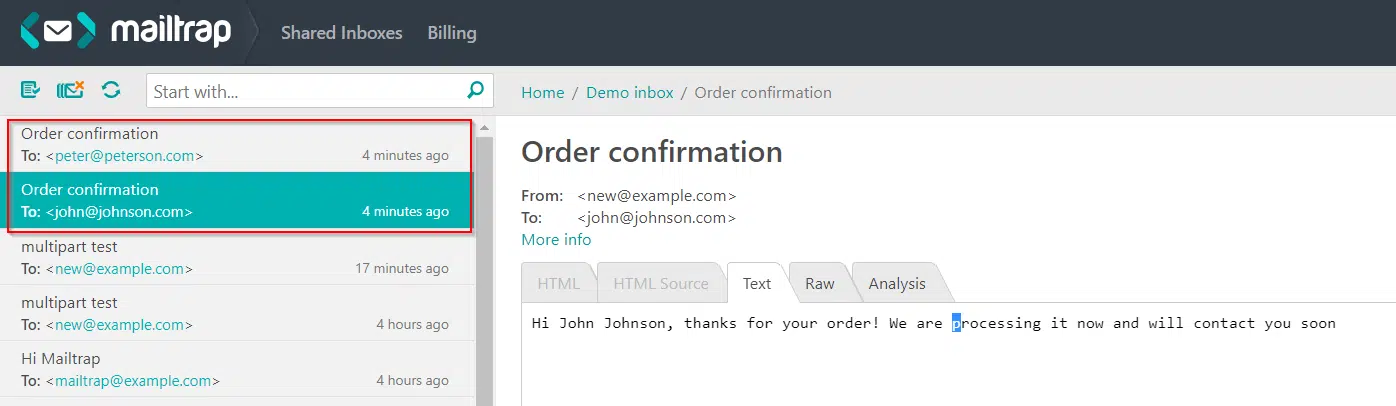 mailtrap Shared Inboxes Billing
Start with...
Home / Demo inbox / Order confirmation
Order confirmation
To: <peter@peterson.com> 4 minutes ago
Order confirmation
To: <john@johnson.com> 4 minutes ago
multipart test
To: <new@example.com> 17 minutes ago
multipart test
To: <new@example.com> 4 hours ago
Hi Mailtrap
To: <mailtrap@example.com> 4 hours ago
Order confirmation
From: <new@example.com>
To: <john@johnson.com>
More info
HTML HTML Source Text Raw Analysis
Hi John Johnson, thanks for your order! We are processing it now and will contact you soon